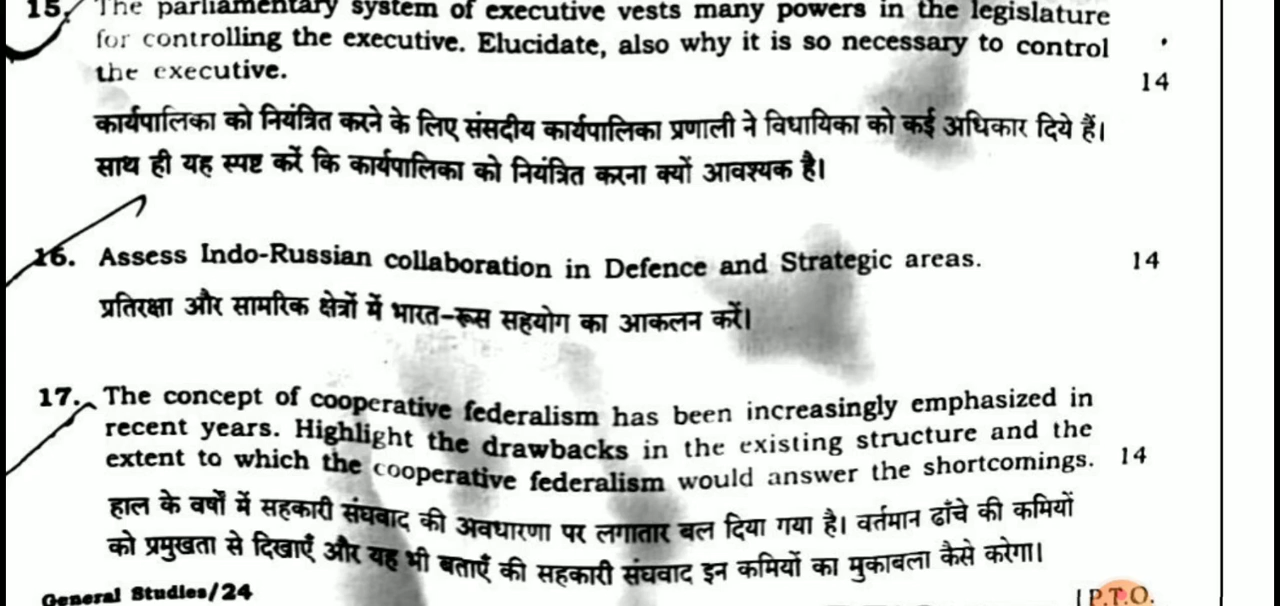 15. The parliamentary system of executive vests many powers in the legislature
for controlling the executive. Elucidate, also why it is so necessary to control
the executive. 14
कार्यपालिका को नियंत्रित करने के लिए संसदीय कार्यपालिका प्रणाली ने विधायिका को कई अधिकार दिये हैं।
साथ ही यह स्पष्ट करें कि कार्यपालिका को नियंत्रित करना क्यों आवश्यक है।
16. Assess Indo-Russian collaboration in Defence and Strategic areas. 14
प्रतिरक्षा और सामरिक क्षेत्रों में भारत-रूस सहयोग का आकलन करें।
17. The concept of cooperative federalism has been increasingly emphasized in
recent years. Highlight the drawbacks in the existing structure and the
extent to which the cooperative federalism would answer the shortcomings. 14
हाल के वर्षों में सहकारी संघवाद की अवधारणा पर लगातार बल दिया गया है। वर्तमान ढाँचे की कमियों
को प्रमुखता से दिखाएँ और यह भी बताएँ की सहकारी संघवाद इन कमियों का मुकाबला कैसे करेगा।
General Studies/24 [P.T.O.